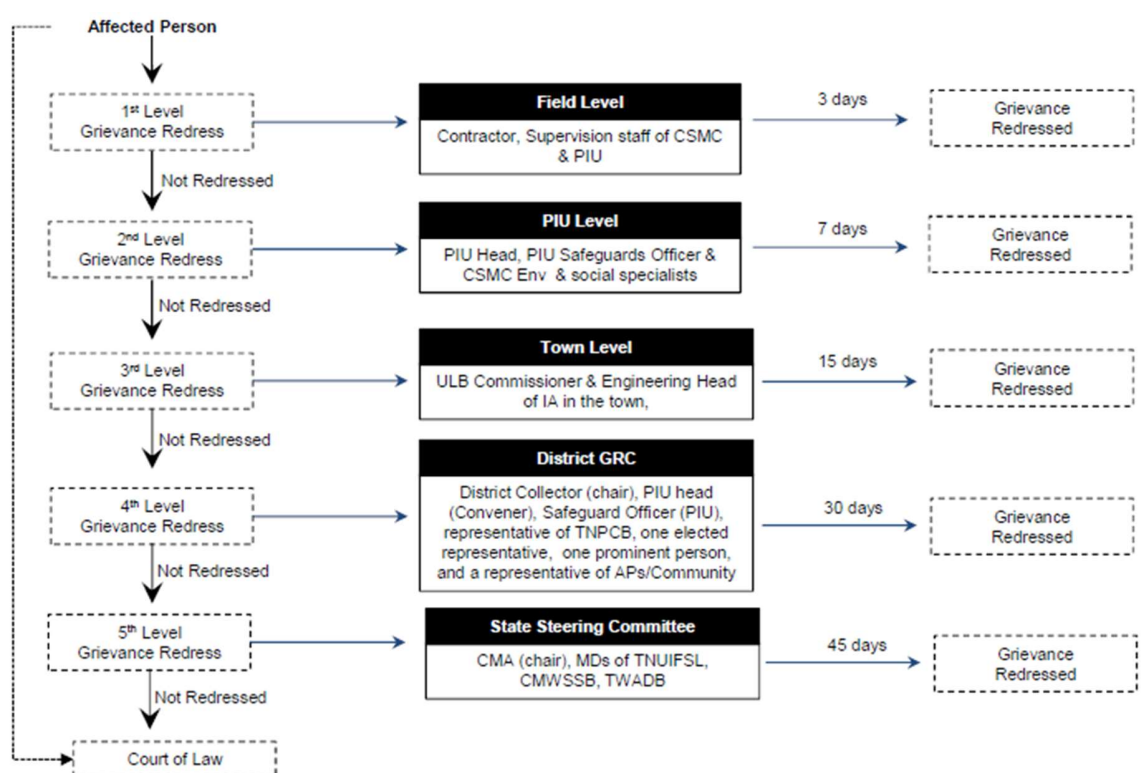 Affected Person
1st Level
Grievance Redress
Field Level
Contractor, Supervision staff of CSMC
& PIU
3 days
Grievance
Redressed
Not Redressed
2nd Level
Grievance Redress
PIU Level
PIU Head, PIU Safeguards Officer &
CSMC Env & social specialists
7 days
Grievance
Redressed
Not Redressed
3rd Level
Grievance Redress
Town Level
ULB Commissioner & Engineering Head
of IA in the town,
15 days
Grievance
Redressed
Not Redressed
4th Level
Grievance Redress
District GRC
District Collector (chair), PIU head
(Convener), Safeguard Officer (PIU),
representative of TNPCB, one elected
representative, one prominent person,
and a representative of APs/Community
30 days
Grievance
Redressed
Not Redressed
5th Level
Grievance Redress
State Steering Committee
CMA (chair), MDs of TNUIFSL,
CMWSSB, TWADB
45 days
Grievance
Redressed
Not Redressed
Court of Law